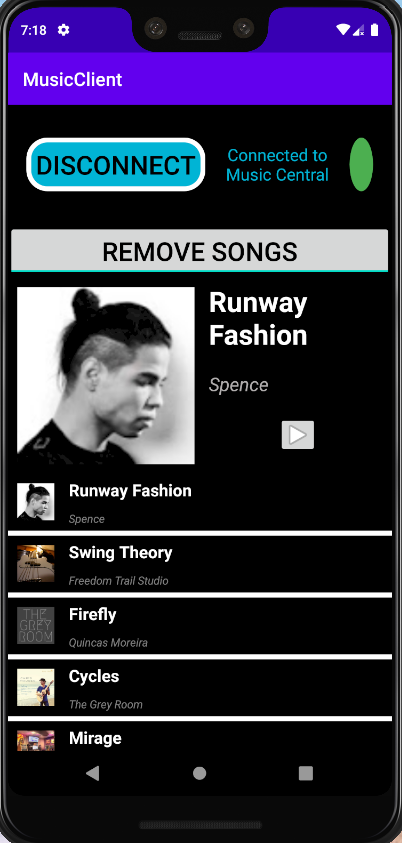 7:18
MusicClient
DISCONNECT
Connected to
Music Central
REMOVE SONGS
Runway
Fashion
Spence
Runway Fashion
Spence
Swing Theory
Freedom Trail Studio
THE
GREY
ROOM
Firefly
Quincas Moreira
Cycles
The Grey Room
Mirage